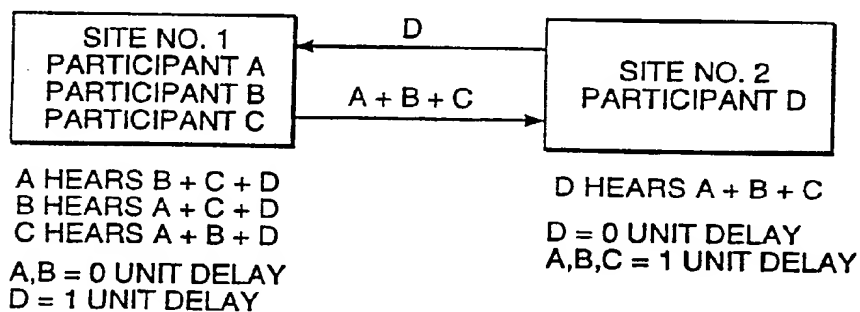 SITE NO. 1
PARTICIPANT A
PARTICIPANT B
PARTICIPANT C
D
A + B + C
SITE NO. 2
PARTICIPANT D
A HEARS B + C + D
B HEARS A + C + D
C HEARS A + B + D
A,B = 0 UNIT DELAY
D = 1 UNIT DELAY
D HEARS A + B + C
D = 0 UNIT DELAY
A,B,C = 1 UNIT DELAY